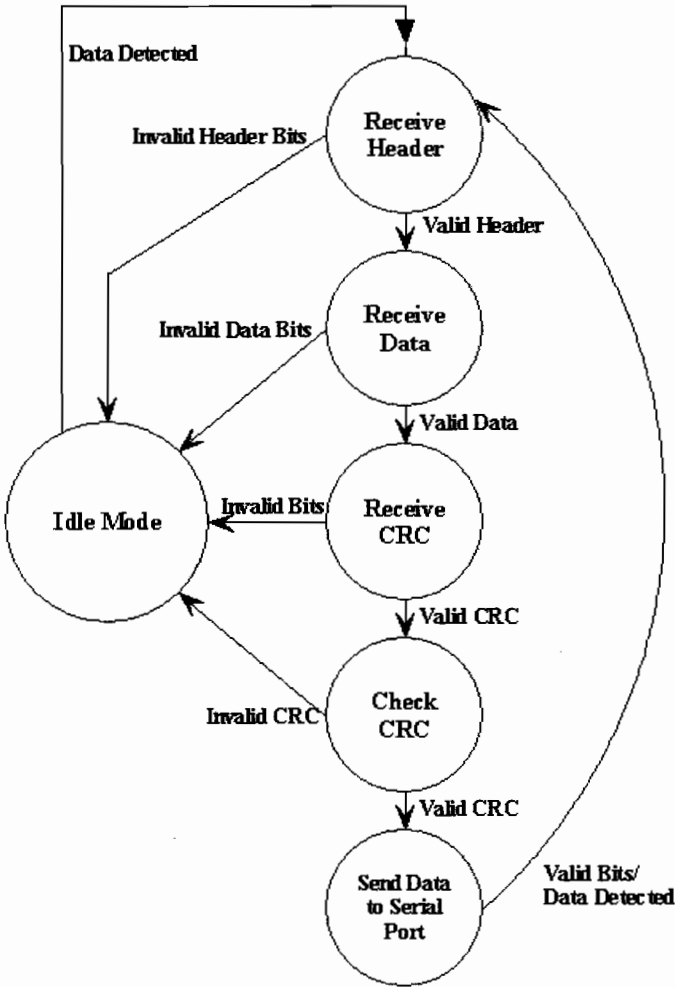 Data Detected
Receive
Header
Invalid Header Bits
Valid Header
Receive
Data
Invalid Data Bits
Valid Data
Idle Mode
Invalid Bits
Receive
CRC
Valid CRC
Check
CRC
Invalid CRC
Valid CRC
Send Data
to Serial
Port
Valid Bits/
Data Detected